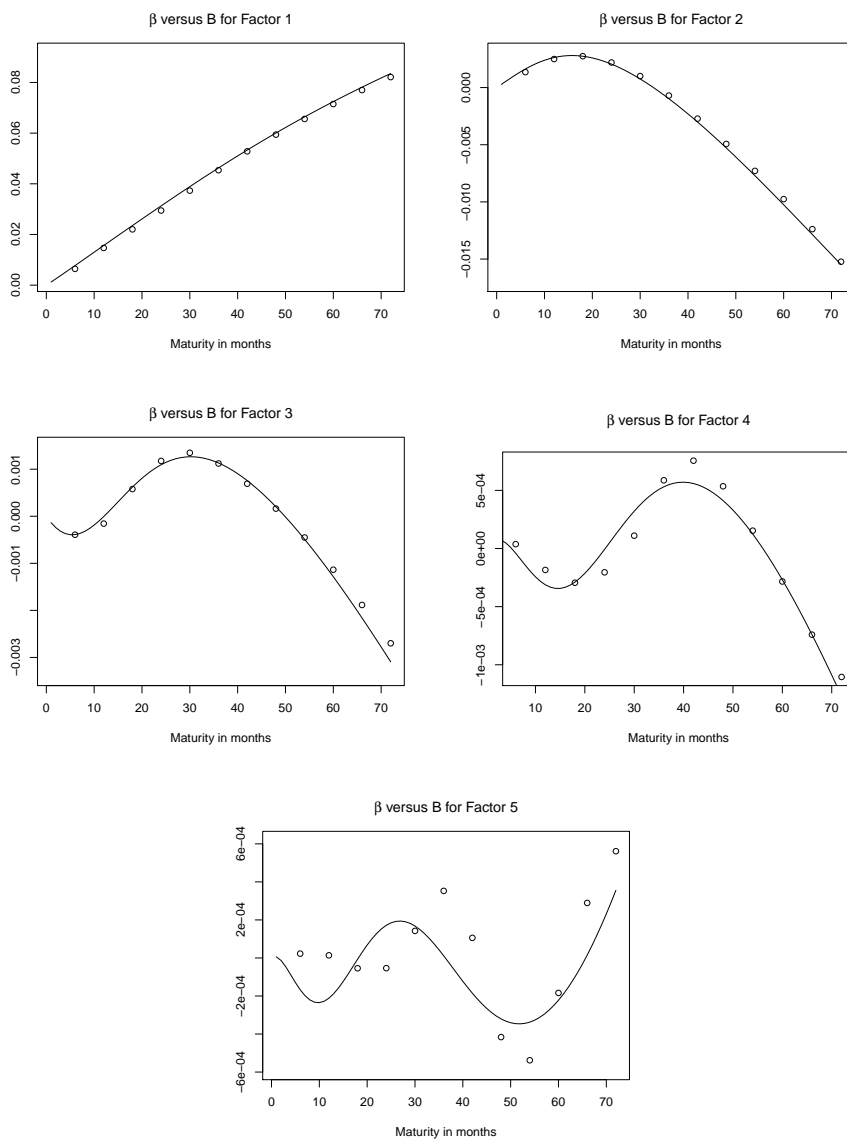 β versus B for Factor 1
0.08
0.06
0.04
0.02
0.00
0 10 20 30 40 50 60 70
Maturity in months
β versus B for Factor 2
0.000
−0.005
−0.010
−0.015
0 10 20 30 40 50 60 70
Maturity in months
β versus B for Factor 3
0.001
0.000
−0.001
−0.003
0 10 20 30 40 50 60 70
Maturity in months
β versus B for Factor 4
5e−04
0e+00
−5e−04
−1e−03
10 20 30 40 50 60 70
Maturity in months
β versus B for Factor 5
6e−04
2e−04
−2e−04
−6e−04
0 10 20 30 40 50 60 70
Maturity in months